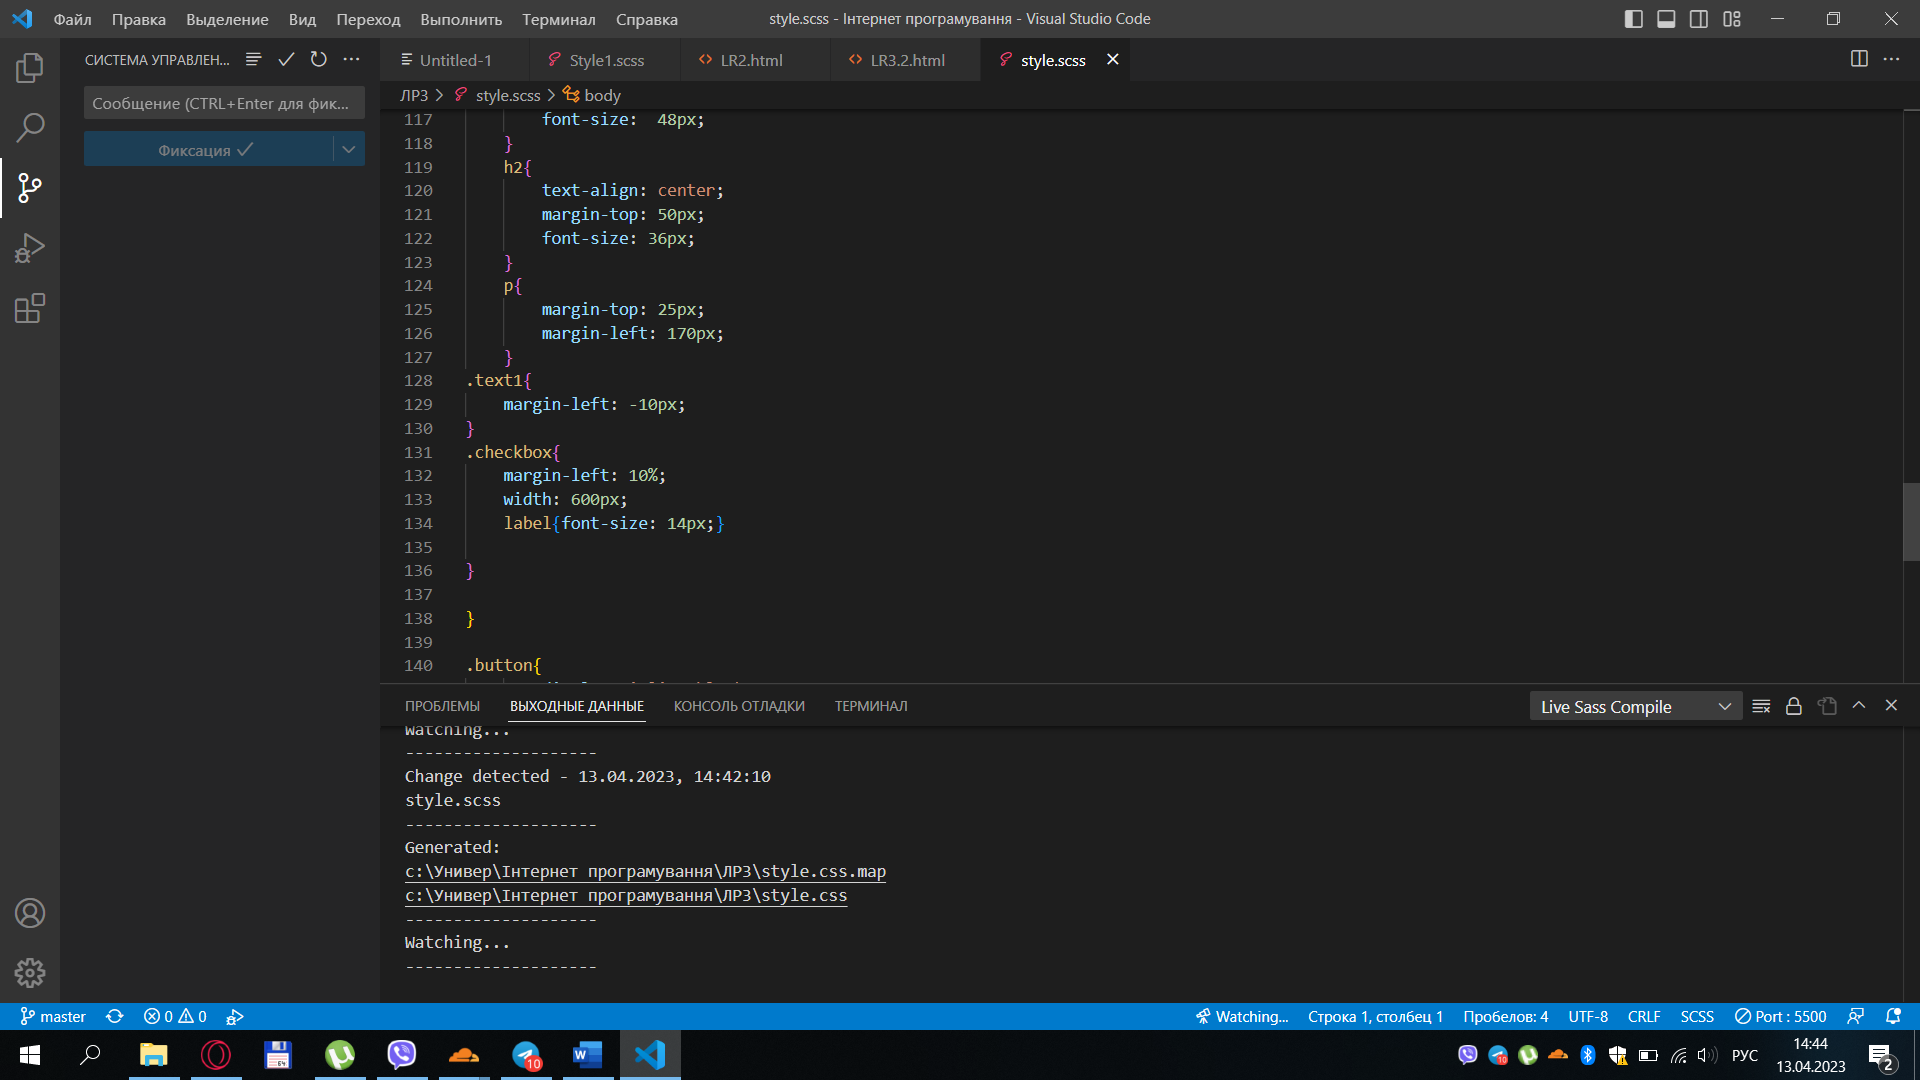 Файл Правка Выделение Вид Переход Выполнить Терминал Справка style.scss - Інтернет програмування - Visual Studio Code
СИСТЕМА УПРАВЛЕН...
Untitled-1 Style1.scss LR2.html LR3.2.html style.scss
Сообщение (CTRL+Enter для фик...
Фиксация
ЛР3 > style.scss > body
117 font-size:  48px;
118 }
119 h2{
120 text-align: center;
121 margin-top: 50px;
122 font-size: 36px;
123 }
124 p{
125 margin-top: 25px;
126 margin-left: 170px;
127 }
128 .text1{
129 margin-left: -10px;
130 }
131 .checkbox{
132 margin-left: 10%;
133 width: 600px;
134 label{font-size: 14px;}
135
136 }
137
138 }
139
140 .button{
ПРОБЛЕМЫ ВЫХОДНЫЕ ДАННЫЕ КОНСОЛЬ ОТЛАДКИ ТЕРМИНАЛ Live Sass Compile
Watching...
--------------------
Change detected - 13.04.2023, 14:42:10
style.scss
--------------------
Generated:
c:\Универ\Інтернет програмування\ЛР3\style.css.map
c:\Универ\Інтернет програмування\ЛР3\style.css
--------------------
Watching...
--------------------
master 0 0 Watching... Строка 1, столбец 1 Пробелов: 4 UTF-8 CRLF SCSS Port : 5500
64 10 W 10 РУС 14:44
13.04.2023 2